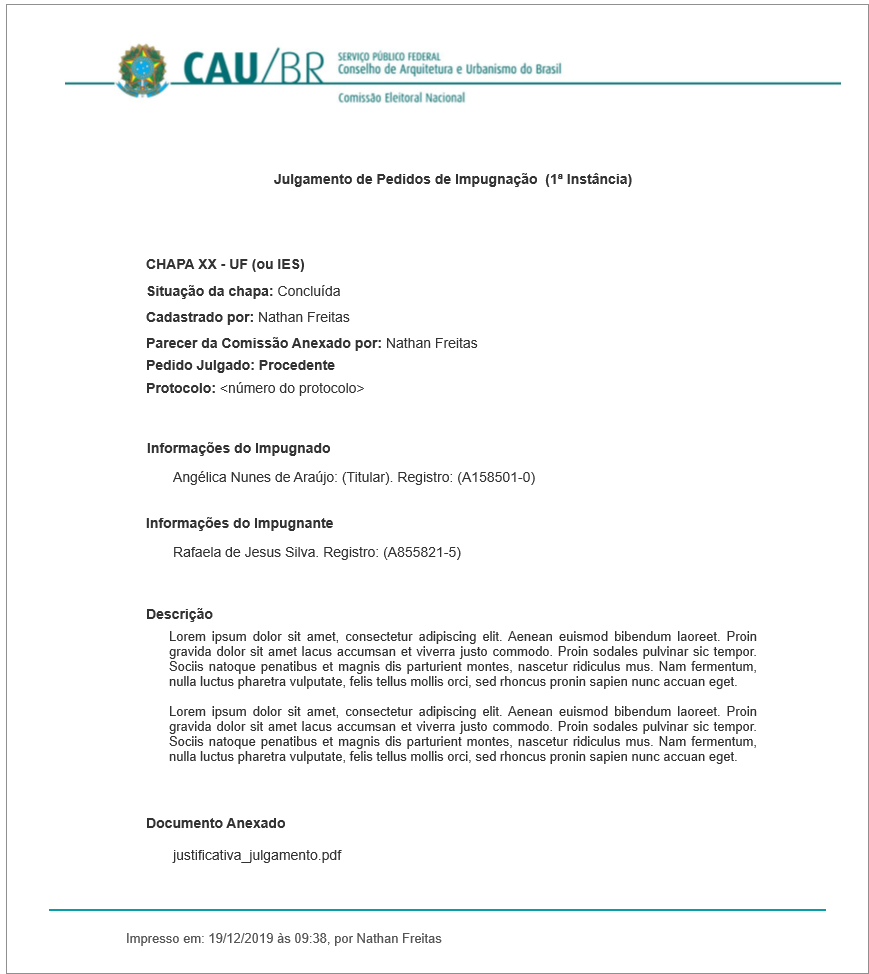 CAU/BR
SERVIÇO PÚBLICO FEDERAL
Conselho de Arquitetura e Urbanismo do Brasil
Comissão Eleitoral Nacional
Julgamento de Pedidos de Impugnação (1ª Instância)
CHAPA XX - UF (ou IES)
Situação da chapa: Concluída
Cadastrado por: Nathan Freitas
Parecer da Comissão Anexado por: Nathan Freitas
Pedido Julgado: Procedente
Protocolo: <número do protocolo>
Informações do Impugnado
Angélica Nunes de Araújo: (Titular). Registro: (A158501-0)
Informações do Impugnante
Rafaela de Jesus Silva. Registro: (A855821-5)
Descrição
Lorem ipsum dolor sit amet, consectetur adipiscing elit. Aenean euismod bibendum laoreet. Proin
gravida dolor sit amet lacus accumsan et viverra justo commodo. Proin sodales pulvinar sic tempor.
Sociis natoque penatibus et magnis dis parturient montes, nascetur ridiculus mus. Nam fermentum,
nulla luctus pharetra vulputate, felis tellus mollis orci, sed rhoncus pronin sapien nunc accuan eget.
Lorem ipsum dolor sit amet, consectetur adipiscing elit. Aenean euismod bibendum laoreet. Proin
gravida dolor sit amet lacus accumsan et viverra justo commodo. Proin sodales pulvinar sic tempor.
Sociis natoque penatibus et magnis dis parturient montes, nascetur ridiculus mus. Nam fermentum,
nulla luctus pharetra vulputate, felis tellus mollis orci, sed rhoncus pronin sapien nunc accuan eget.
Documento Anexado
justificativa_julgamento.pdf
Impresso em: 19/12/2019 às 09:38, por Nathan Freitas